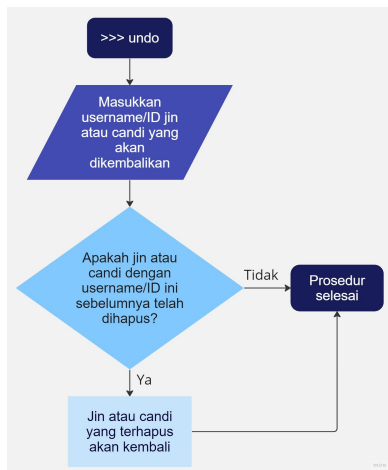 >>> undo
Masukkan
username/ID jin
atau candi yang
akan
dikembalikan
Apakah jin atau
candi dengan
username/ID ini
sebelumnya telah
dihapus?
Tidak
Prosedur
selesai
Ya
Jin atau candi
yang terhapus
akan kembali
miro